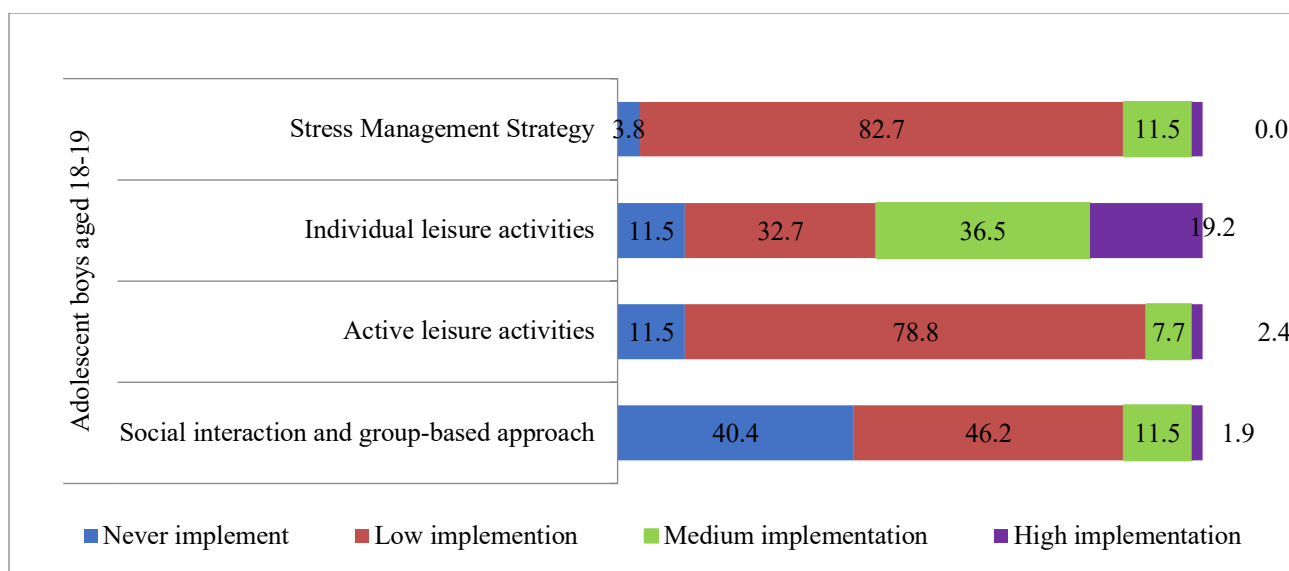 Adolescent boys aged 18-19
Stress Management Strategy
3.8 82.7 11.5 0.0
Individual leisure activities
11.5 32.7 36.5 19.2
Active leisure activities
11.5 78.8 7.7 2.4
Social interaction and group-based approach
40.4 46.2 11.5 1.9
Never implement Low implemention Medium implementation High implementation